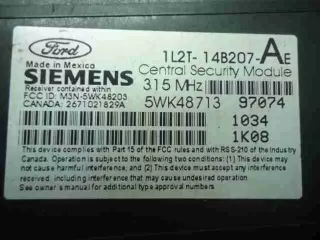 Ford
1L2T- 14B207-AE
Made in Mexico
SIEMENS
Central Security Module
Receiver contained within
315 MHz
FCC ID: M3N-5WK48203
CANADA: 2671021829A
5WK48713 97074
1034
1K08
This device complies with Part 15 of the FCC rules and with RSS-210 of the Industry
Canada. Operation is subject to the following two conditions: (1) This device may
not cause harmful interference, and (2) This device must accept any
interference that may cause undesired operation.
See owner's manual for additional type approval numbers.